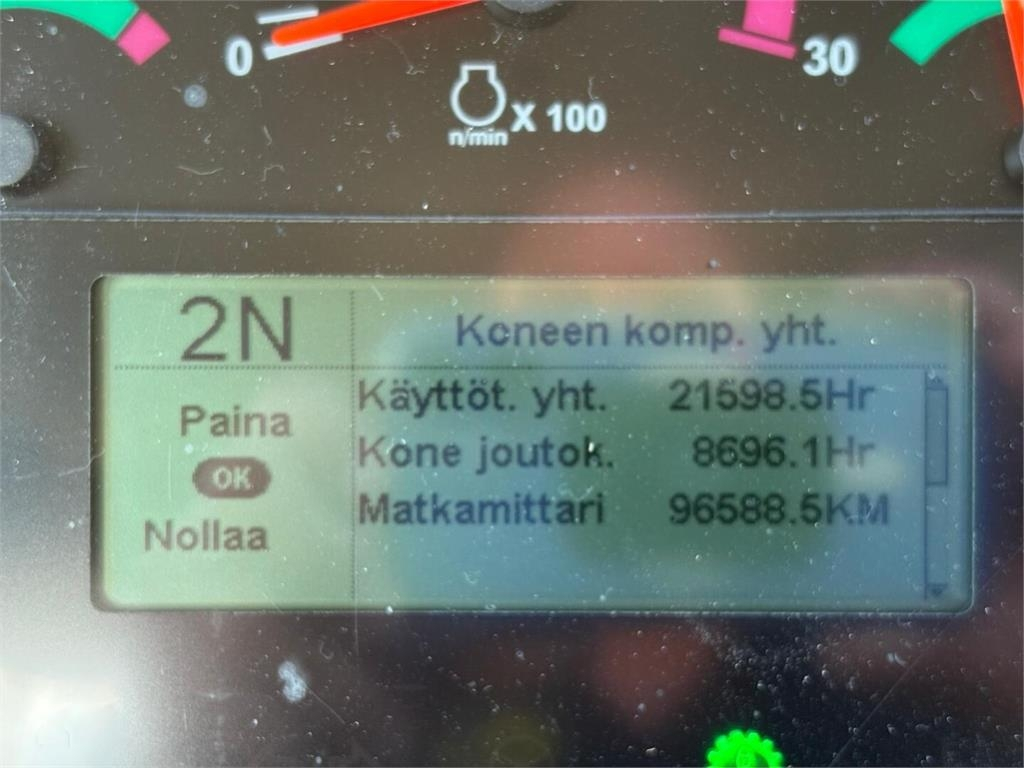 0
30
n/min X 100
2N
Koneen komp. yht.
Paina
OK
Nollaa
Käyttöt. yht. 21598.5Hr
Kone joutok. 8696.1Hr
Matkamittari 96588.5KM